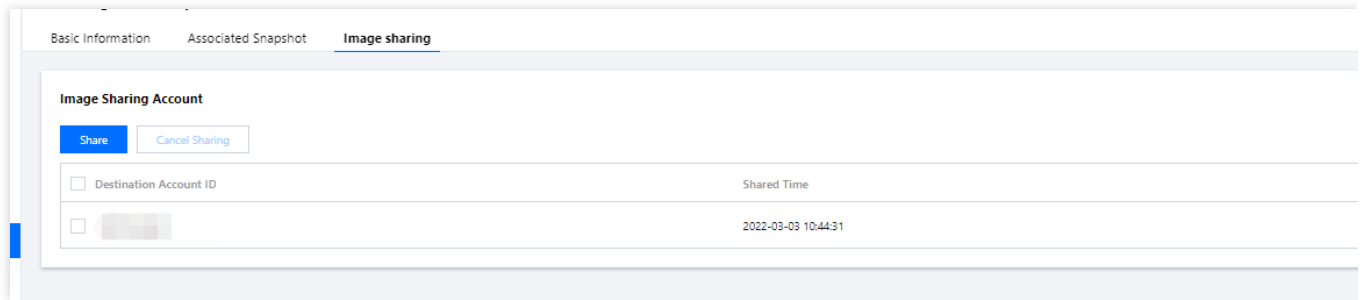 Basic Information Associated Snapshot Image sharing
Image Sharing Account
Share Cancel Sharing
Destination Account ID Shared Time
2022-03-03 10:44:31